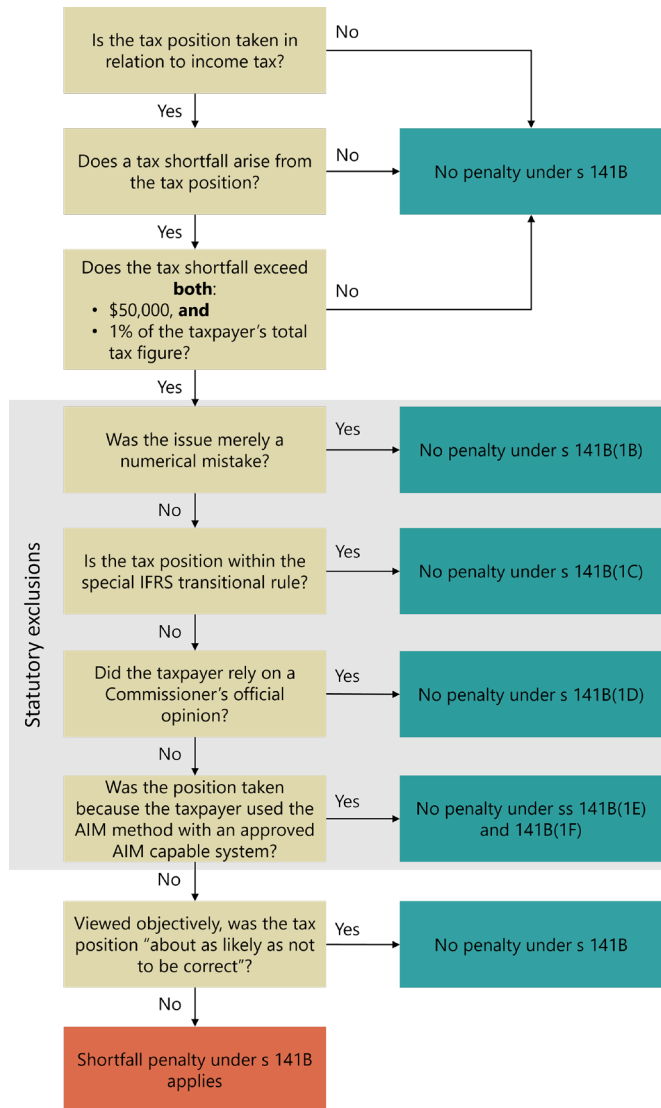 Is the tax position taken in
relation to income tax?
No
Yes
Does a tax shortfall arise from
the tax position?
No
No penalty under s 141B
Yes
Does the tax shortfall exceed
both:
• $50,000, and
• 1% of the taxpayer's total
tax figure?
No
Yes
Statutory exclusions
Was the issue merely a
numerical mistake?
Yes
No penalty under s 141B(1B)
No
Is the tax position within the
special IFRS transitional rule?
Yes
No penalty under s 141B(1C)
No
Did the taxpayer rely on a
Commissioner's official
opinion?
Yes
No penalty under s 141B(1D)
No
Was the position taken
because the taxpayer used the
AIM method with an approved
AIM capable system?
Yes
No penalty under ss 141B(1E)
and 141B(1F)
No
Viewed objectively, was the tax
position “about as likely as not
to be correct”?
Yes
No penalty under s 141B
No
Shortfall penalty under s 141B
applies